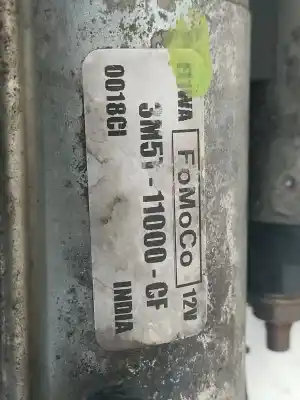 FoMoCo 12V
3M5T-11000-CF
0018CI INDIA